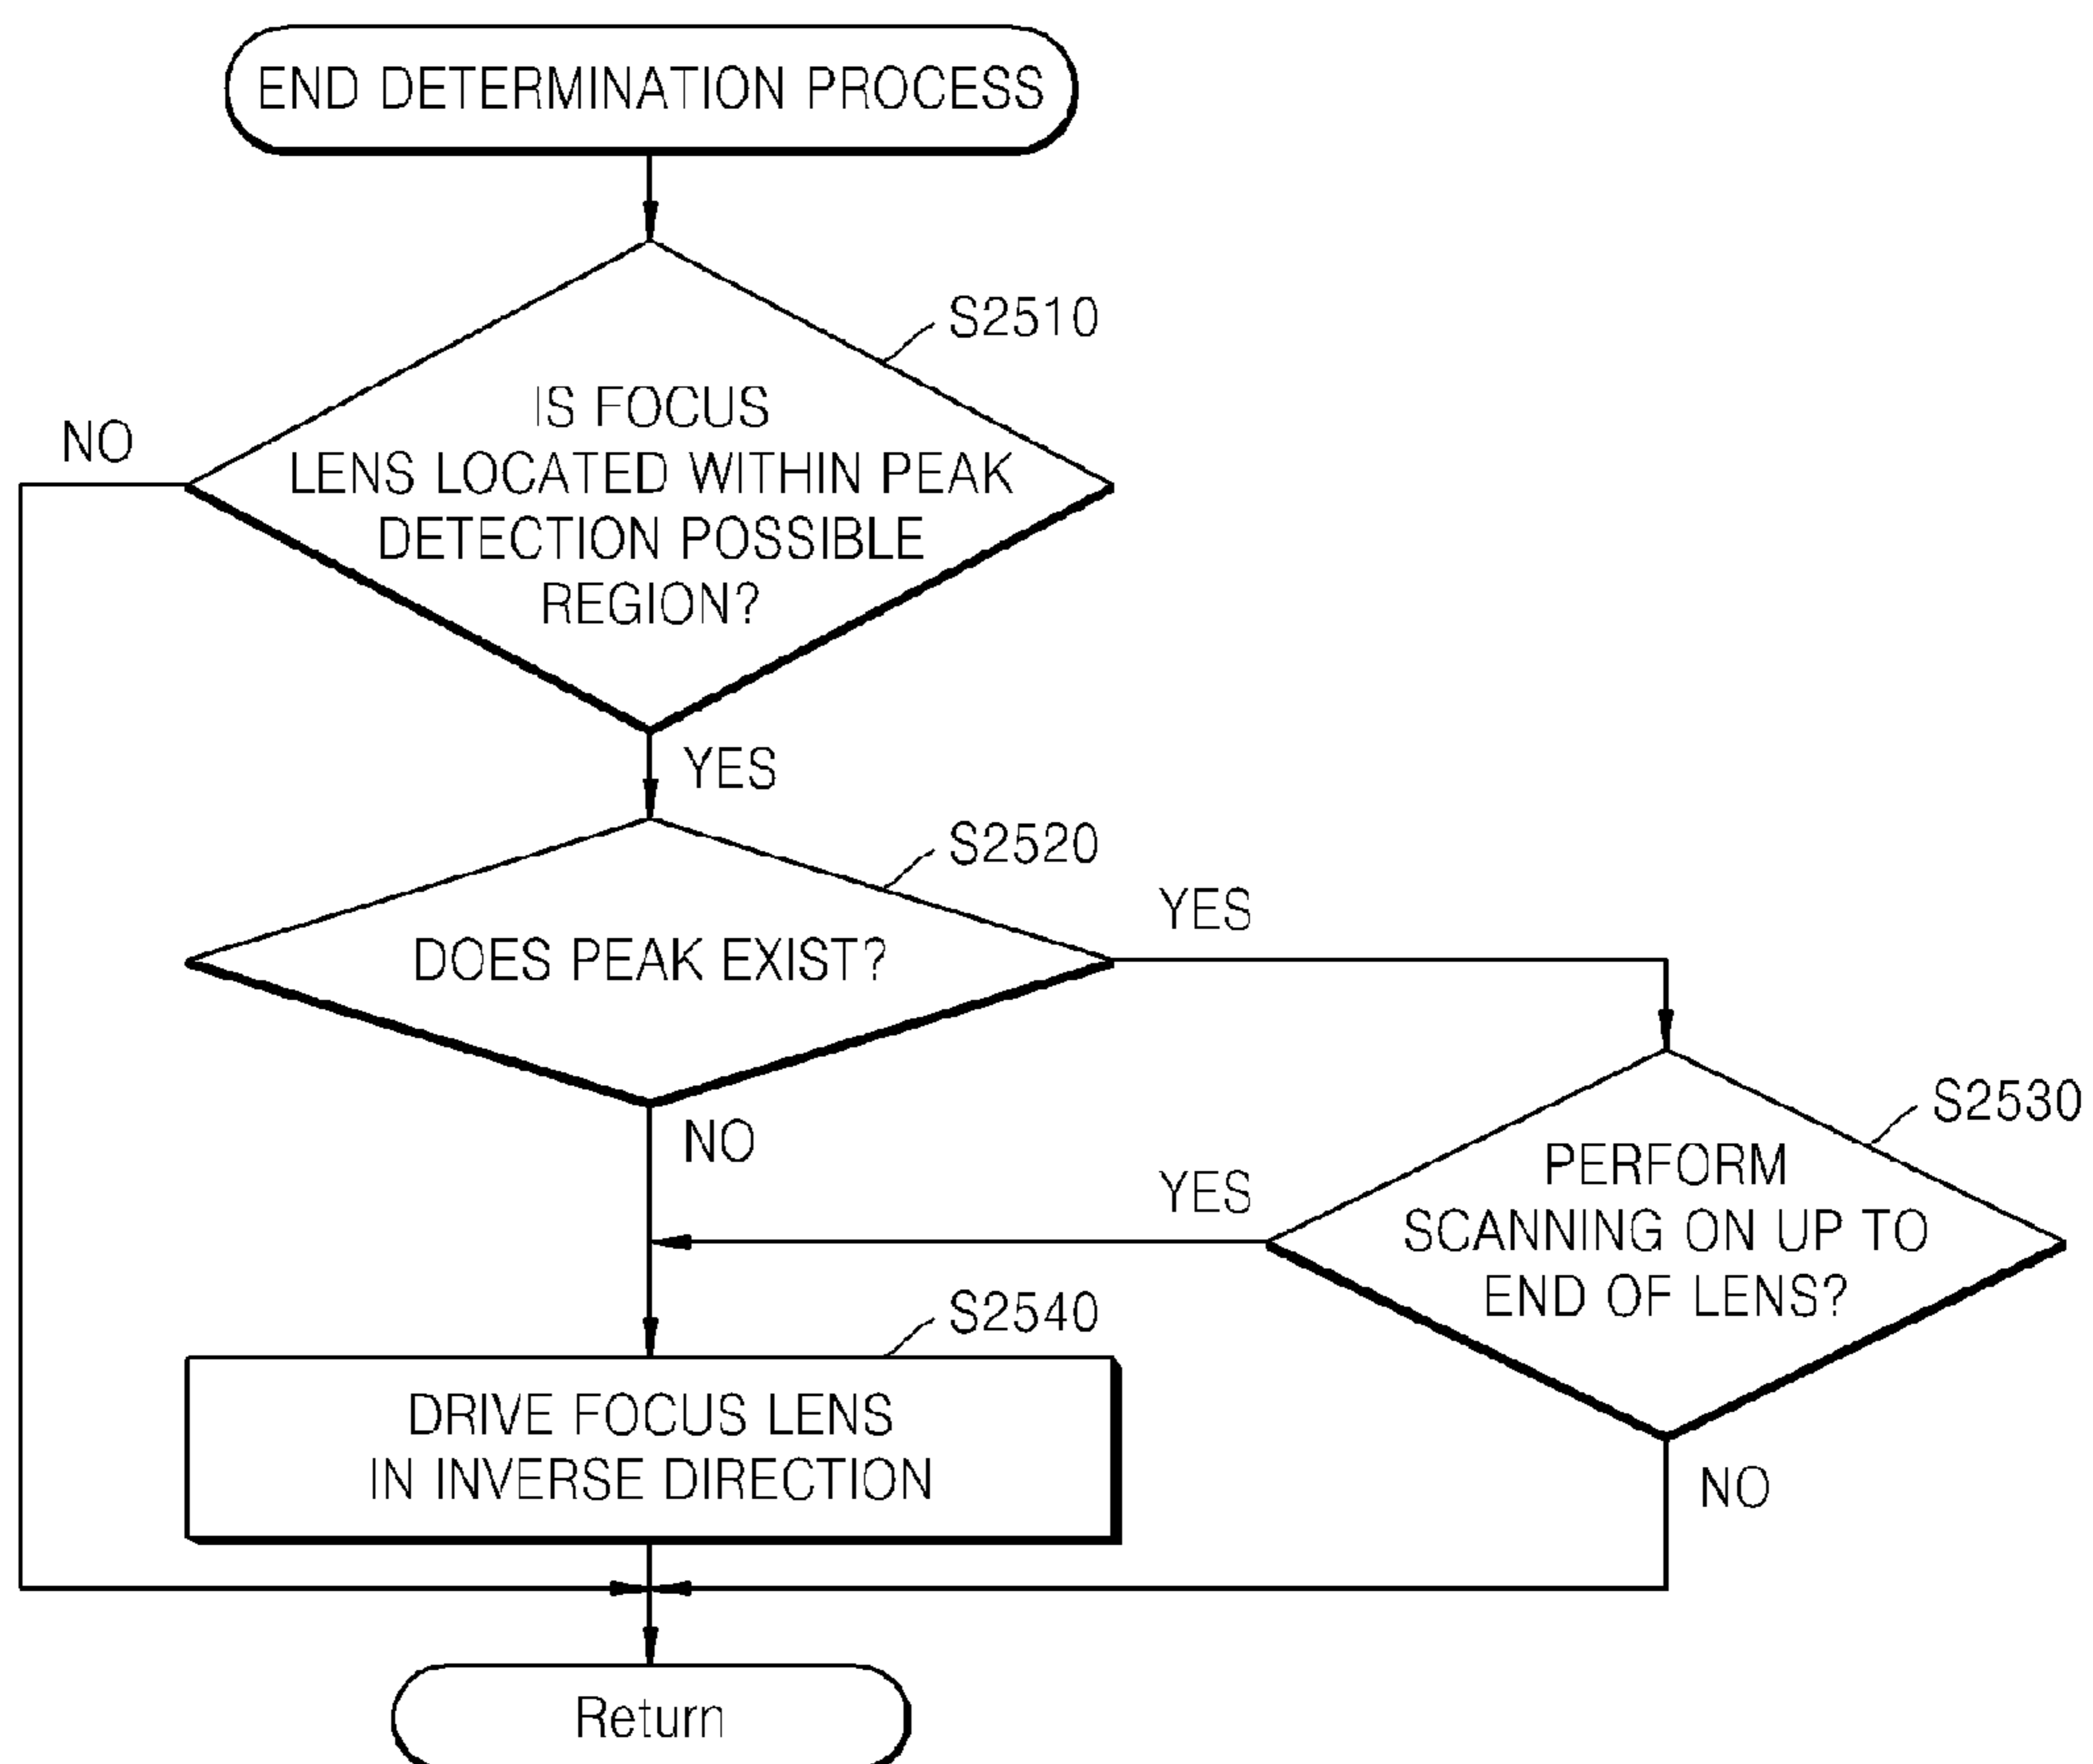 END DETERMINATION PROCESS
S2510
IS FOCUS
LENS LOCATED WITHIN PEAK
DETECTION POSSIBLE
REGION?
NO
YES
S2520
DOES PEAK EXIST?
YES
NO
S2530
PERFORM
SCANNING ON UP TO
END OF LENS?
YES
NO
S2540
DRIVE FOCUS LENS
IN INVERSE DIRECTION
Return